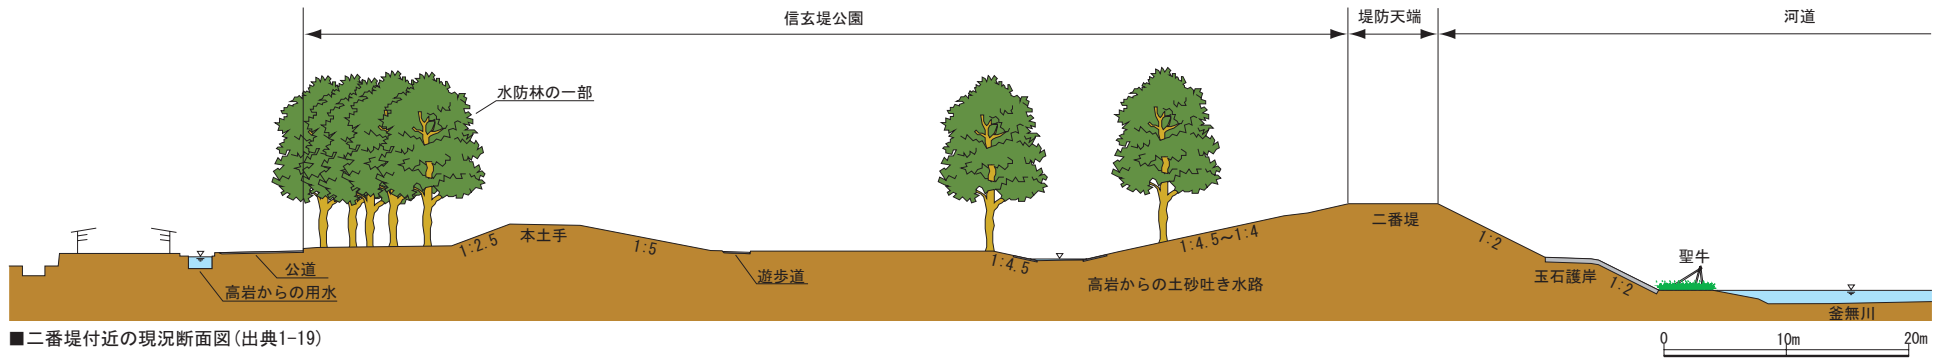 信玄堤公園
堤防天端
河道
水防林の一部
本土手
1:2.5
1:5
公道
高岩からの用水
遊歩道
1:4.5
高岩からの土砂吐き水路
1:4.5～1:4
二番堤
1:2
玉石護岸
1:2
聖牛
釜無川
■二番堤付近の現況断面図(出典1-19)
0 10m 20m